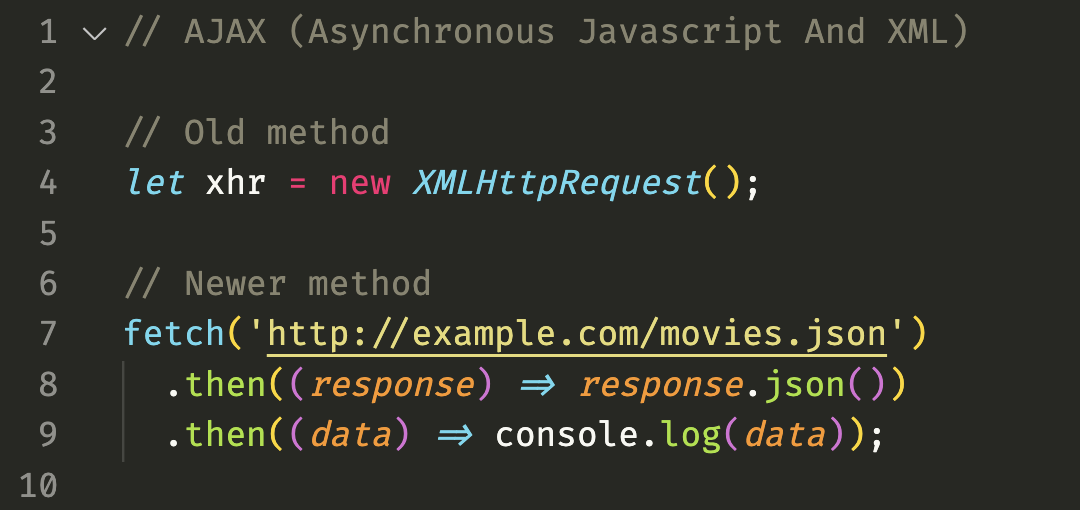 1 // AJAX (Asynchronous Javascript And XML)
2
3 // Old method
4 let xhr = new XMLHttpRequest();
5
6 // Newer method
7 fetch('http://example.com/movies.json')
8   .then((response) => response.json())
9   .then((data) => console.log(data));
10